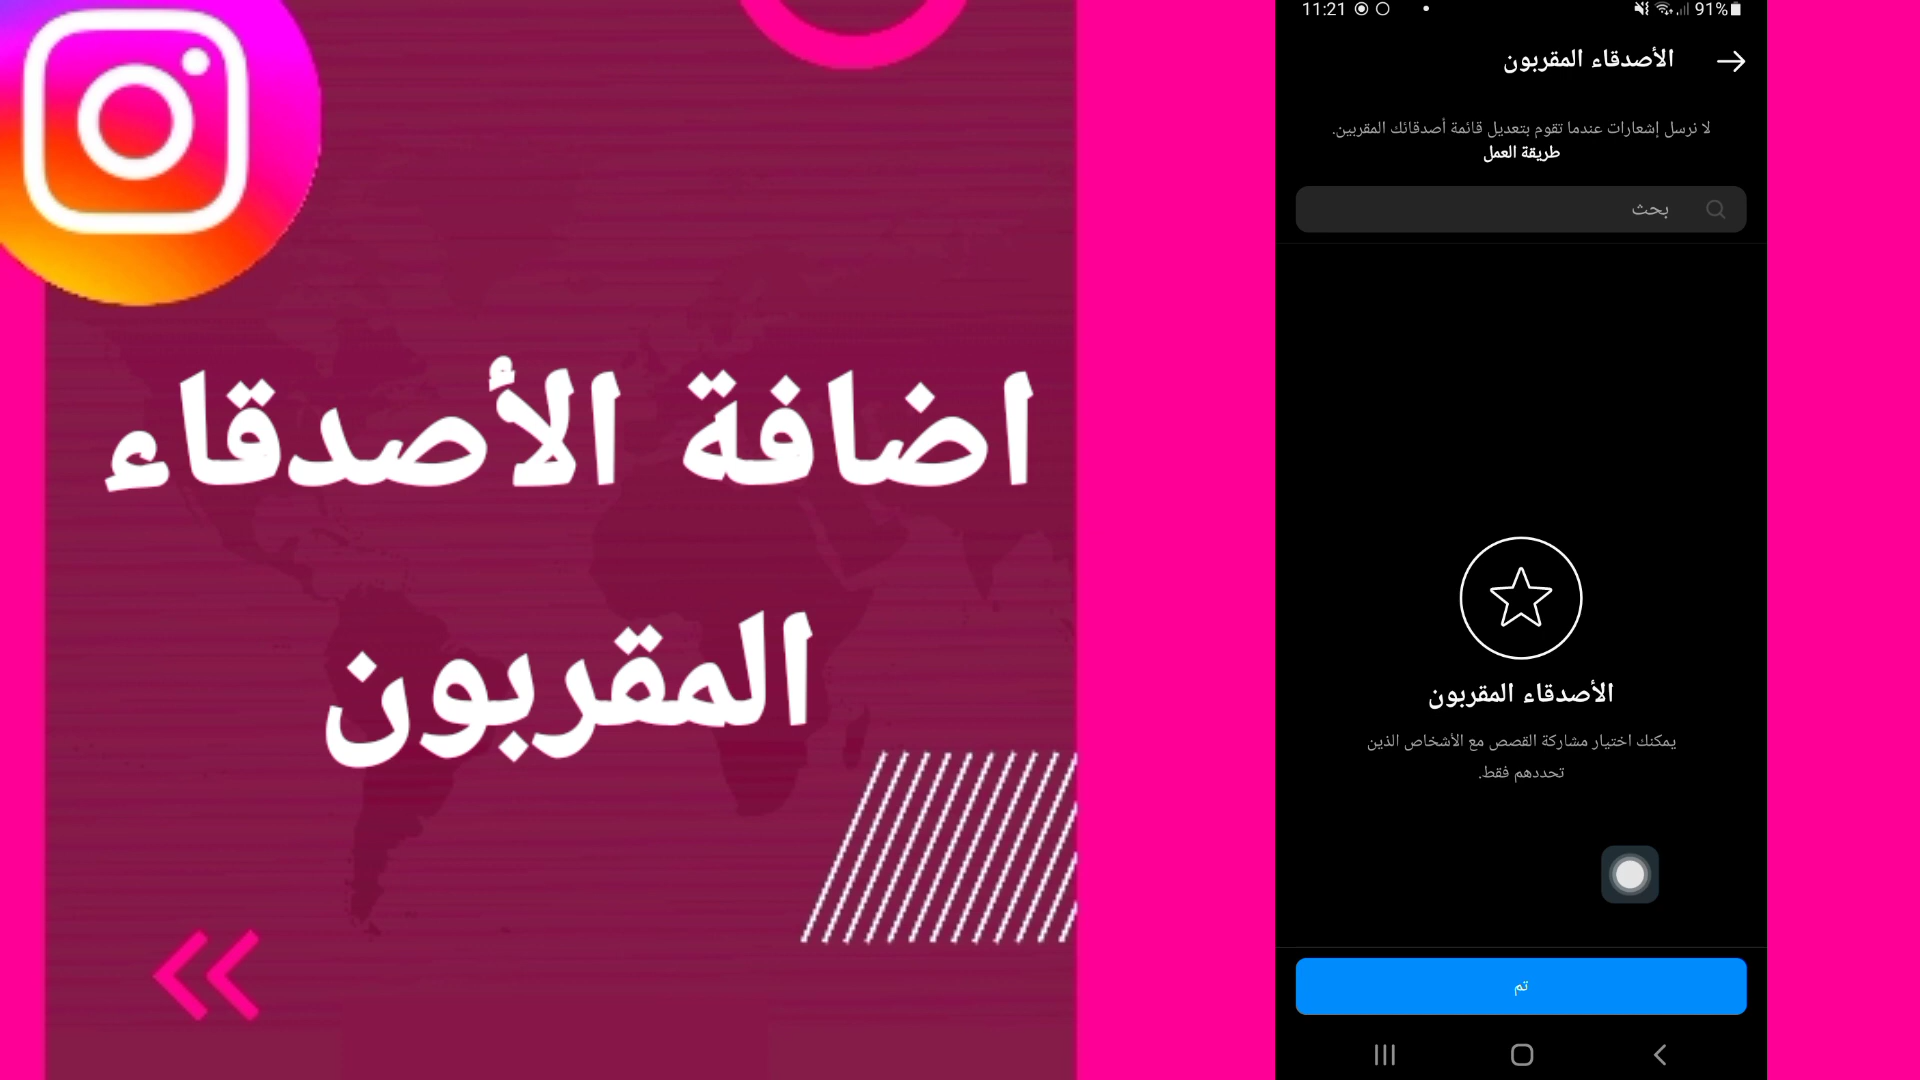 اضافة الأصدقاء
المقربون
11:21
91%
الأصدقاء المقربون
لا نرسل إشعارات عندما تقوم بتعديل قائمة أصدقائك المقربين.
طريقة العمل
بحث
الأصدقاء المقربون
يمكنك اختيار مشاركة القصص مع الأشخاص الذين
تحددهم فقط.
تم